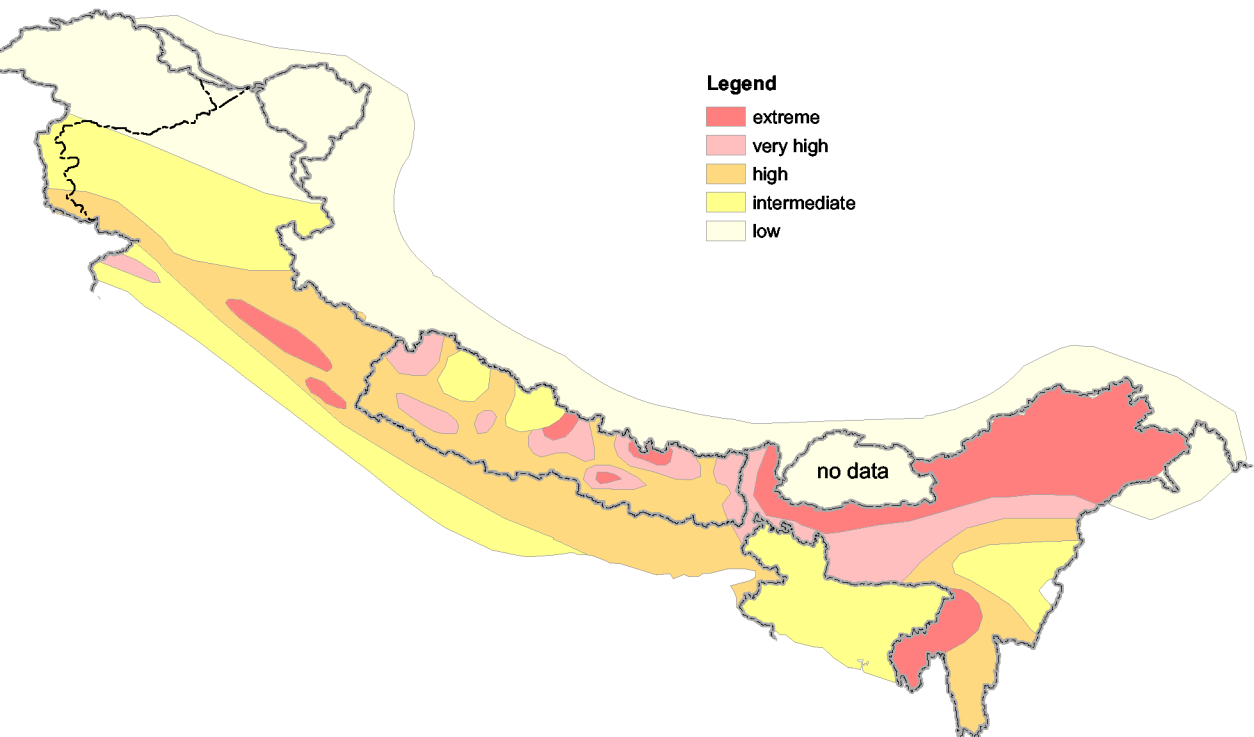 Legend
extreme
very high
high
intermediate
low
no data